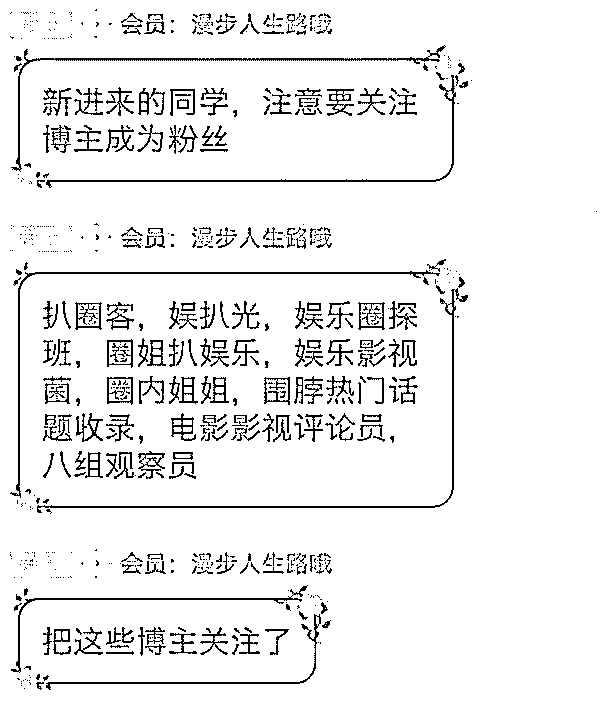 会员：漫步人生路哦
新进来的同学，注意要关注
博主成为粉丝
会员：漫步人生路哦
扒圈客，娱扒光，娱乐圈探
班，圈姐扒娱乐，娱乐影视
菌，圈内姐姐，围脖热门话
题收录，电影影视评论员，
八组观察员
会员：漫步人生路哦
把这些博主关注了